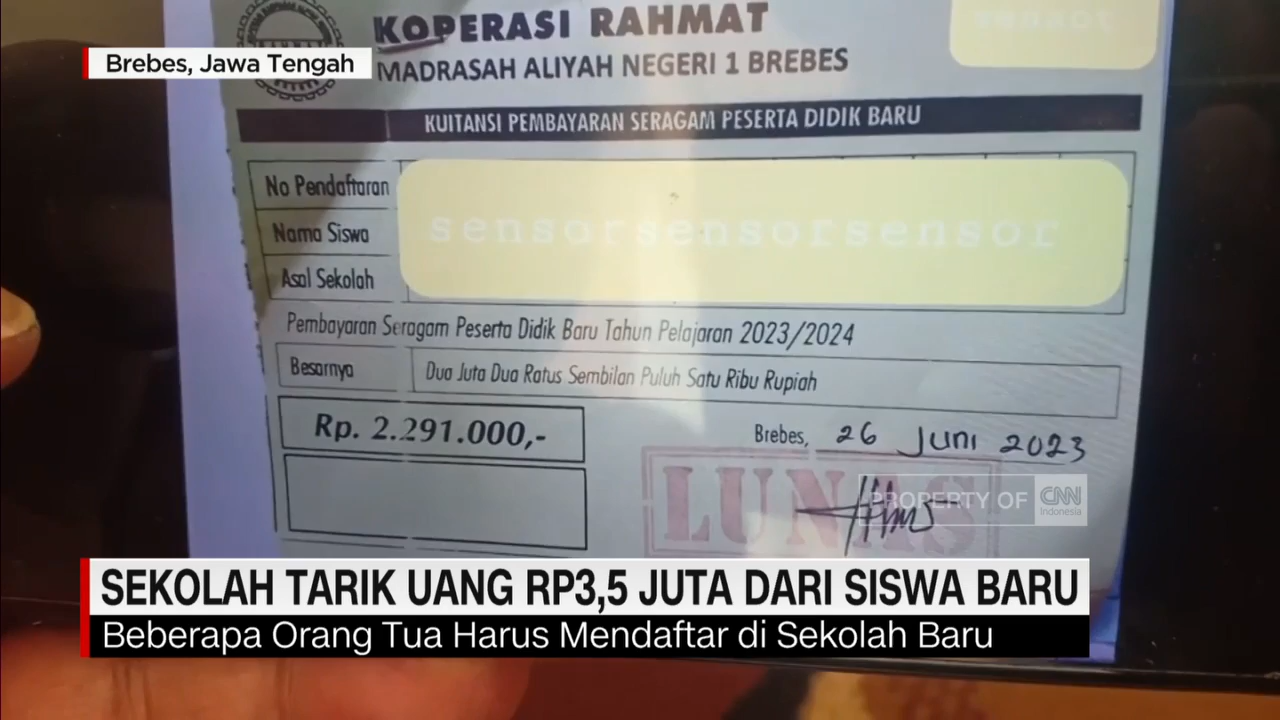 KOPERASI RAHMAT
MADRASAH ALIYAH NEGERI 1 BREBES
Brebes, Jawa Tengah
KUITANSI PEMBAYARAN SERAGAM PESERTA DIDIK BARU
No Pendaftaran
Nama Siswa
sensorsensorsensor
Asal Sekolah
Pembayaran Seragam Peserta Didik Baru Tahun Pelajaran 2023/2024
Besarnya
Dua Juta Dua Ratus Sembilan Puluh Satu Ribu Rupiah
Rp. 2.291.000,-
Brebes, 26 Juni 2023
LUNAS
PROPERTY OF CNN Indonesia
SEKOLAH TARIK UANG RP3,5 JUTA DARI SISWA BARU
Beberapa Orang Tua Harus Mendaftar di Sekolah Baru